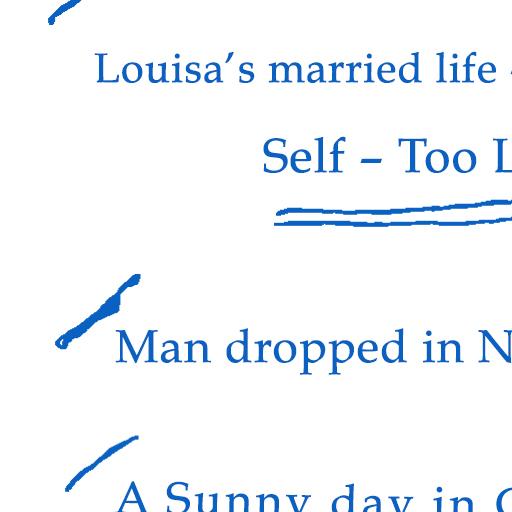 Louisa’s married life
Self – Too
Man dropped in
A Sunny day in